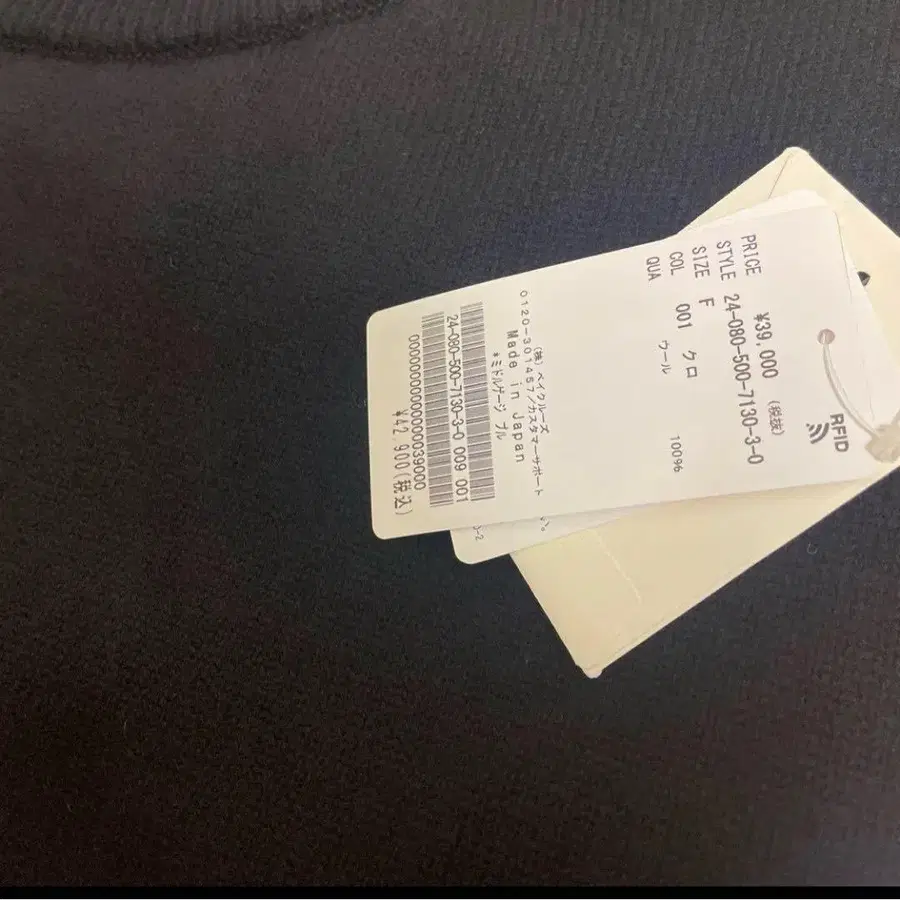 RFID
PRICE ¥39,000 (税抜)
STYLE 24-080-500-7130-3-0
SIZE F
COL 001 クロ
QUA ウール 100%
(株)ベイクルーズ
0120-301457/カスタマーサポート
Made in Japan
*ミドルゲージ プル
24-080-500-7130-3-0 009 001
¥42,900(税込)